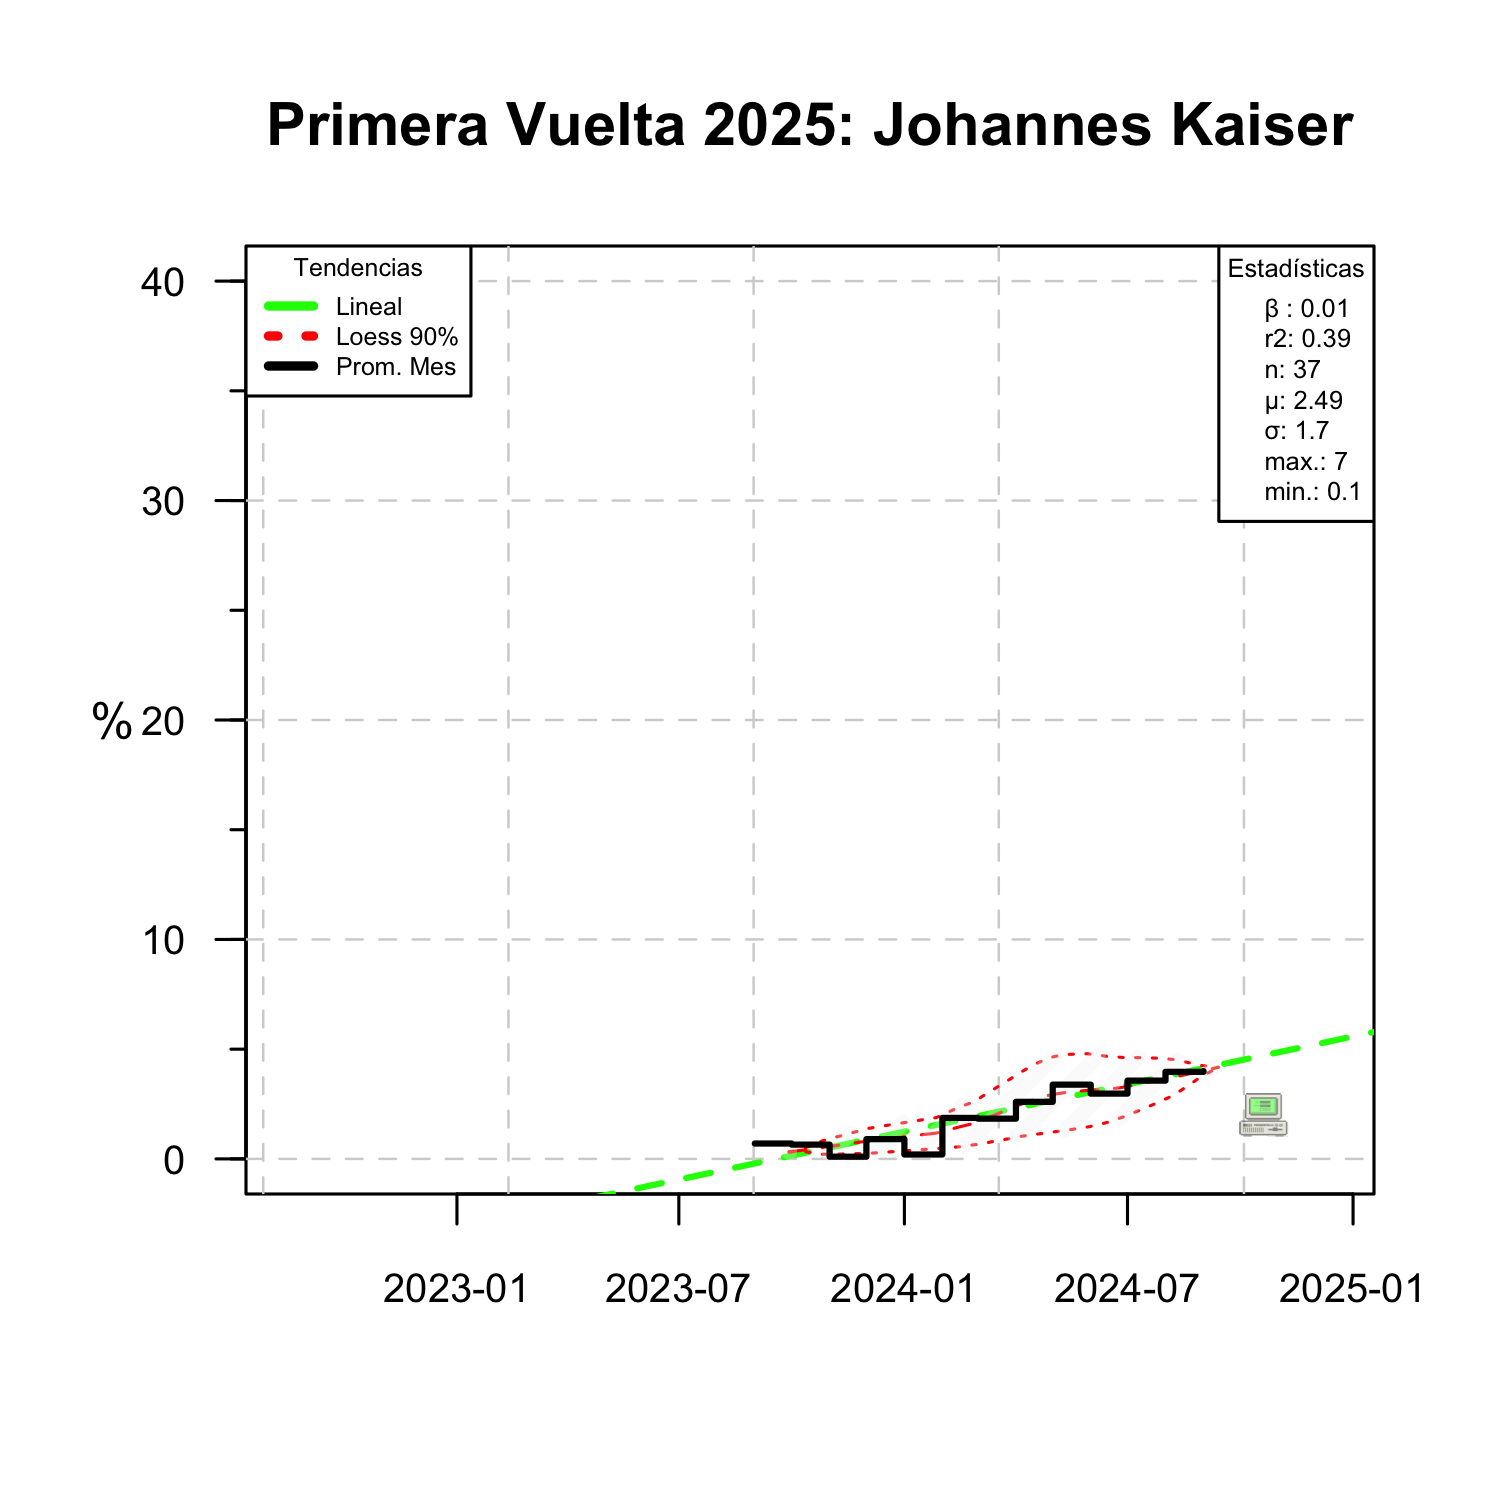 Primera Vuelta 2025: Johannes Kaiser
Tendencias
Lineal
Loess 90%
Prom. Mes
Estadísticas
β : 0.01
r2: 0.39
n: 37
μ: 2.49
σ: 1.7
max.: 7
min.: 0.1
40
30
% 20
10
0
2023-01 2023-07 2024-01 2024-07 2025-01